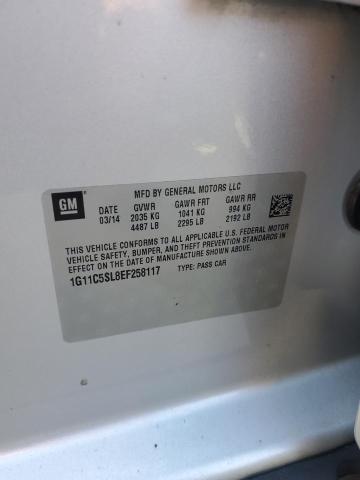 GM
MFD BY GENERAL MOTORS LLC
DATE GVWR GAWR FRT GAWR RR
03/14 2035 KG 1041 KG 994 KG
4487 LB 2295 LB 2192 LB
THIS VEHICLE CONFORMS TO ALL APPLICABLE U.S. FEDERAL MOTOR
VEHICLE SAFETY, BUMPER, AND THEFT PREVENTION STANDARDS IN
EFFECT ON THE DATE OF MANUFACTURE SHOWN ABOVE.
1G11C5SL8EF258117 TYPE: PASS CAR